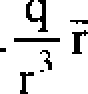 · q/r³ r̄